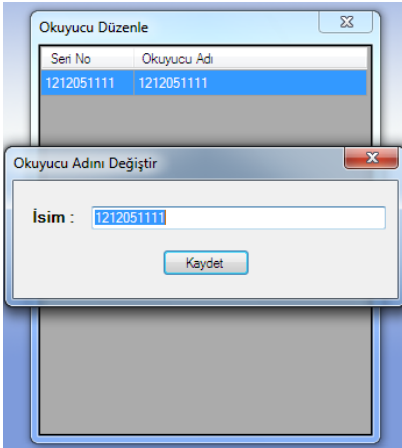 Okuyucu Düzenle
Seri No Okuyucu Adı
1212051111 1212051111
Okuyucu Adını Değiştir
İsim : 1212051111
Kaydet